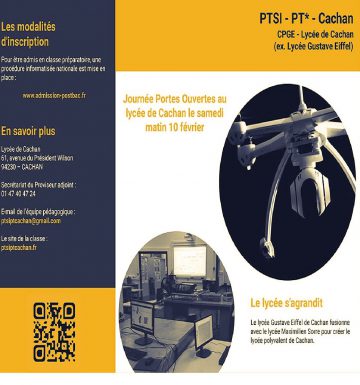 Les modalités
d'inscription
Pour être admis en classe préparatoire, une
procédure informatisée nationale est mise en
place :
www.admission-postbac.fr
En savoir plus
Lycée de Cachan
61, avenue du Président Wilson
94230 – CACHAN
Secrétariat du Proviseur adjoint :
01 47 40 47 24
E-mail de l'équipe pédagogique :
ptsiptcachan@gmail.com
Le site de la classe :
ptsiptcachan.fr
Journée Portes Ouvertes au
lycée de Cachan le samedi
matin 10 février
PTSI - PT* - Cachan
CPGE - Lycée de Cachan
(ex. Lycée Gustave Eiffel)
Le lycée s'agrandit
Le lycée Gustave Eiffel de Cachan fusionne
avec le lycée Maximilien Sorre pour créer le
lycée polyvalent de Cachan.